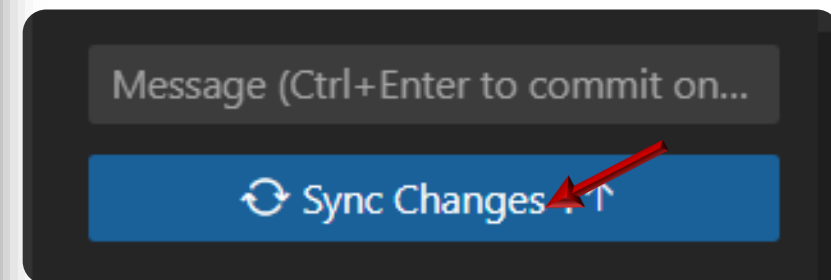 Message (Ctrl+Enter to commit on...
Sync Changes ↑